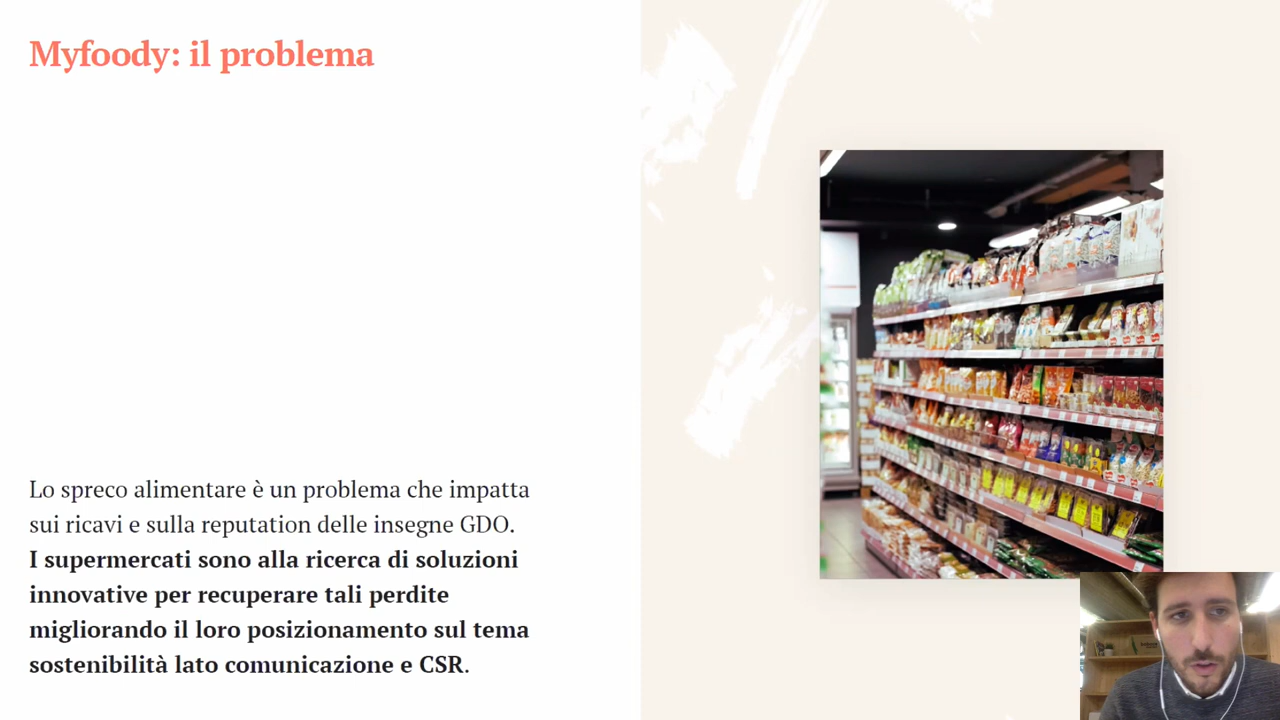 Myfoody: il problema
Lo spreco alimentare è un problema che impatta
sui ricavi e sulla reputation delle insegne GDO.
I supermercati sono alla ricerca di soluzioni
innovative per recuperare tali perdite
migliorando il loro posizionamento sul tema
sostenibilità lato comunicazione e CSR.